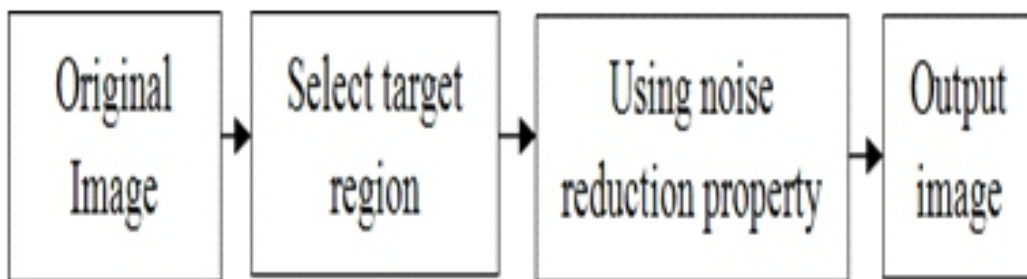 Original
Image
Select target
region
Using noise
reduction property
Output
image